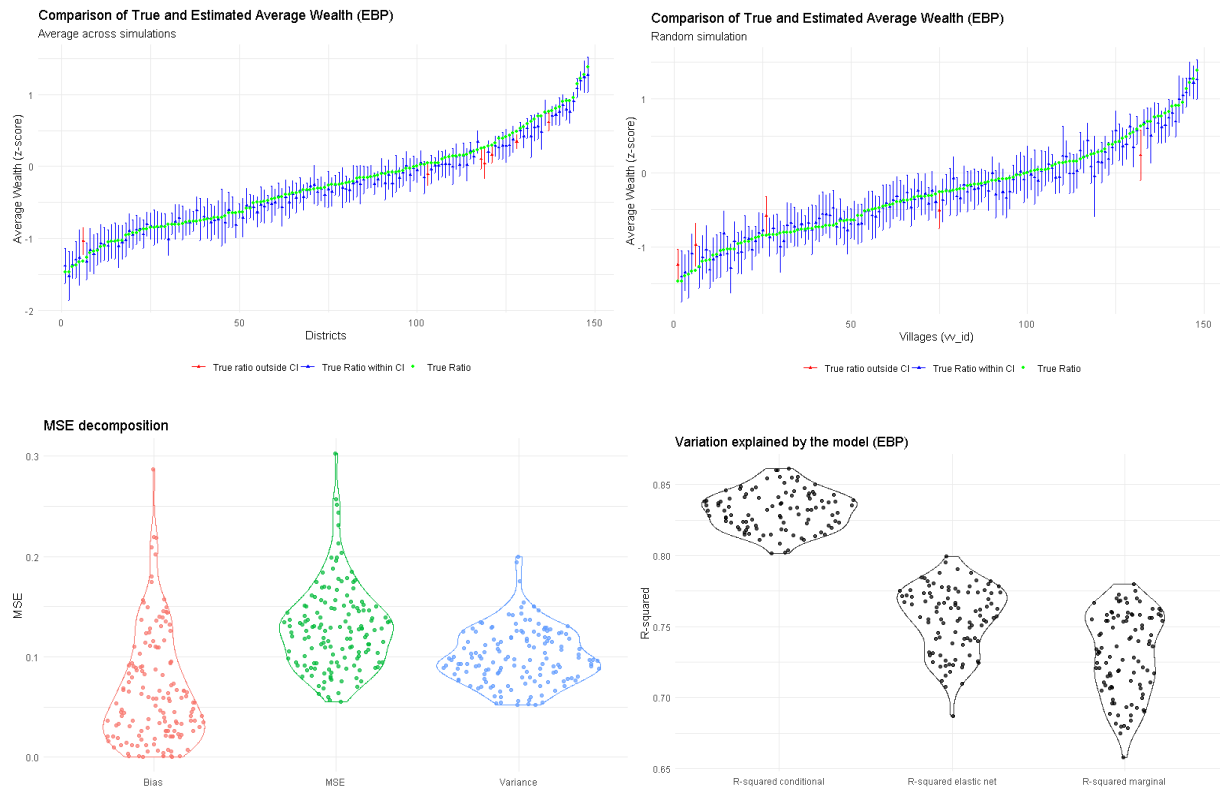 Comparison of True and Estimated Average Wealth (EBP)
Average across simulations
Average Wealth (z-score)
1
0
-1
-2
0
50
100
150
Districts
True ratio outside CI
True Ratio within CI
True Ratio
Comparison of True and Estimated Average Wealth (EBP)
Random simulation
Average Wealth (z-score)
1
0
-1
0
50
100
150
Villages (vv_id)
True ratio outside CI
True Ratio within CI
True Ratio
MSE decomposition
MSE
0.3
0.2
0.1
0.0
Bias
MSE
Variance
Variation explained by the model (EBP)
R-squared
0.85
0.80
0.75
0.70
0.65
R-squared conditional
R-squared elastic net
R-squared marginal